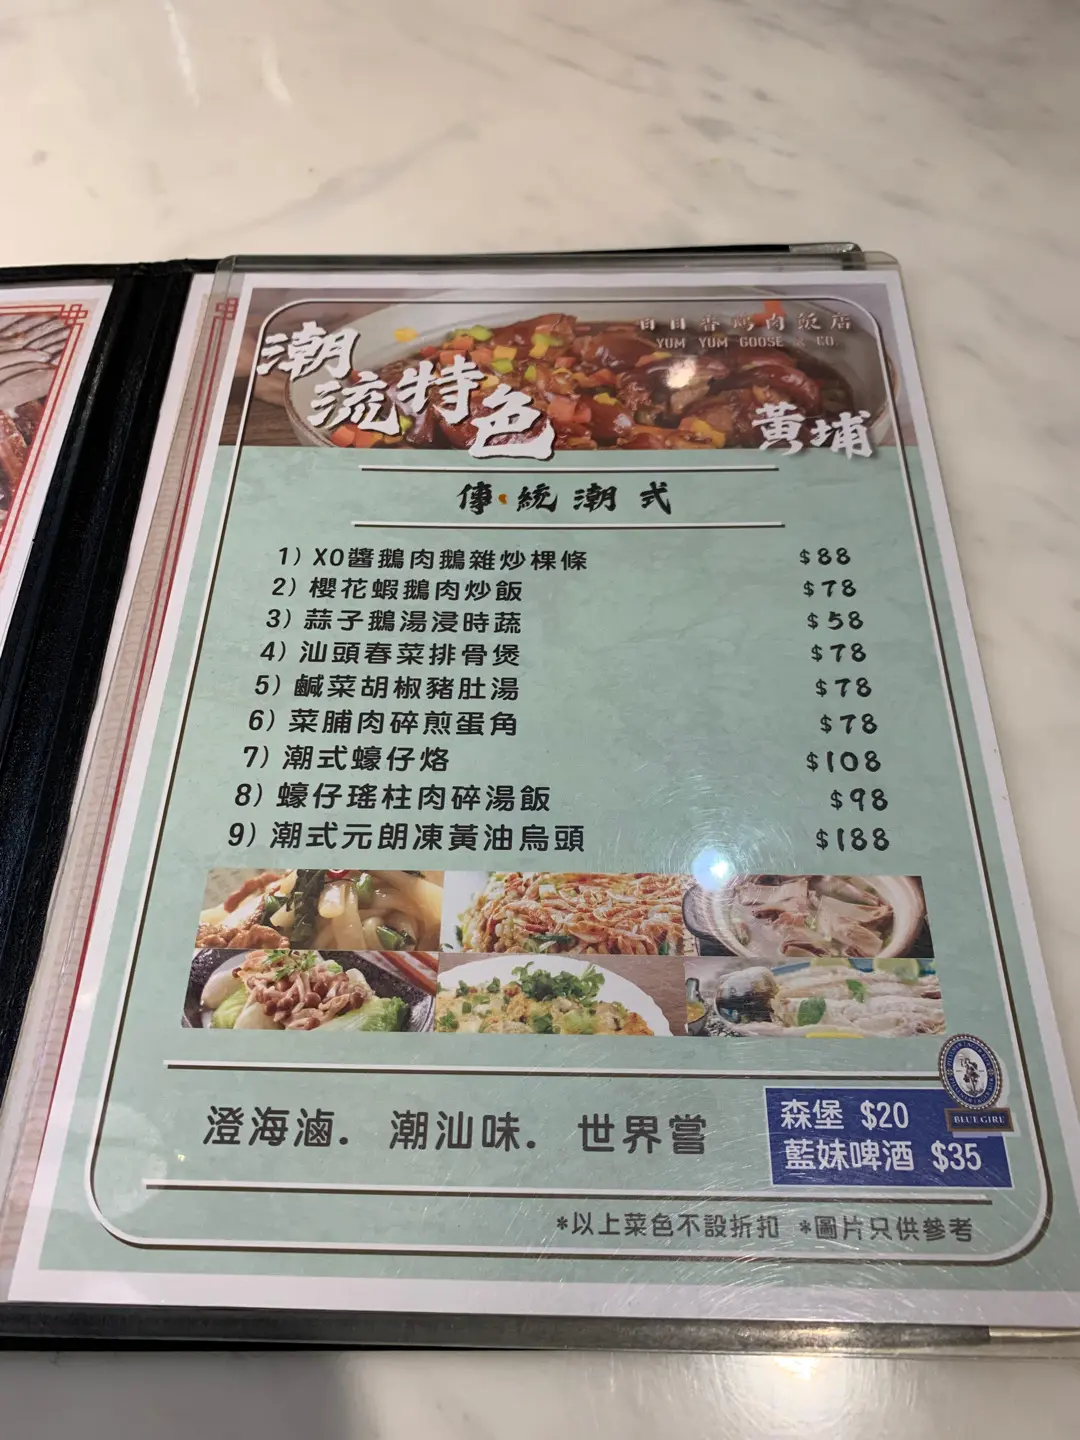 日日香鵝肉飯店
YUM YUM GOOSE & CO
潮流特色
黃埔
傳統潮式
1) XO醬鵝肉鵝雜炒粿條 $88
2) 櫻花蝦鵝肉炒飯 $78
3) 蒜子鵝湯浸時蔬 $58
4) 汕頭春菜排骨煲 $78
5) 鹹菜胡椒豬肚湯 $78
6) 菜脯肉碎煎蛋角 $78
7) 潮式蠔仔烙 $108
8) 蠔仔瑤柱肉碎湯飯 $98
9) 潮式元朗凍黃油烏頭 $188
澄海滷. 潮汕味. 世界嘗
BLUE GIRL
森堡 $20
藍妹啤酒 $35
*以上菜色不設折扣 *圖片只供參考